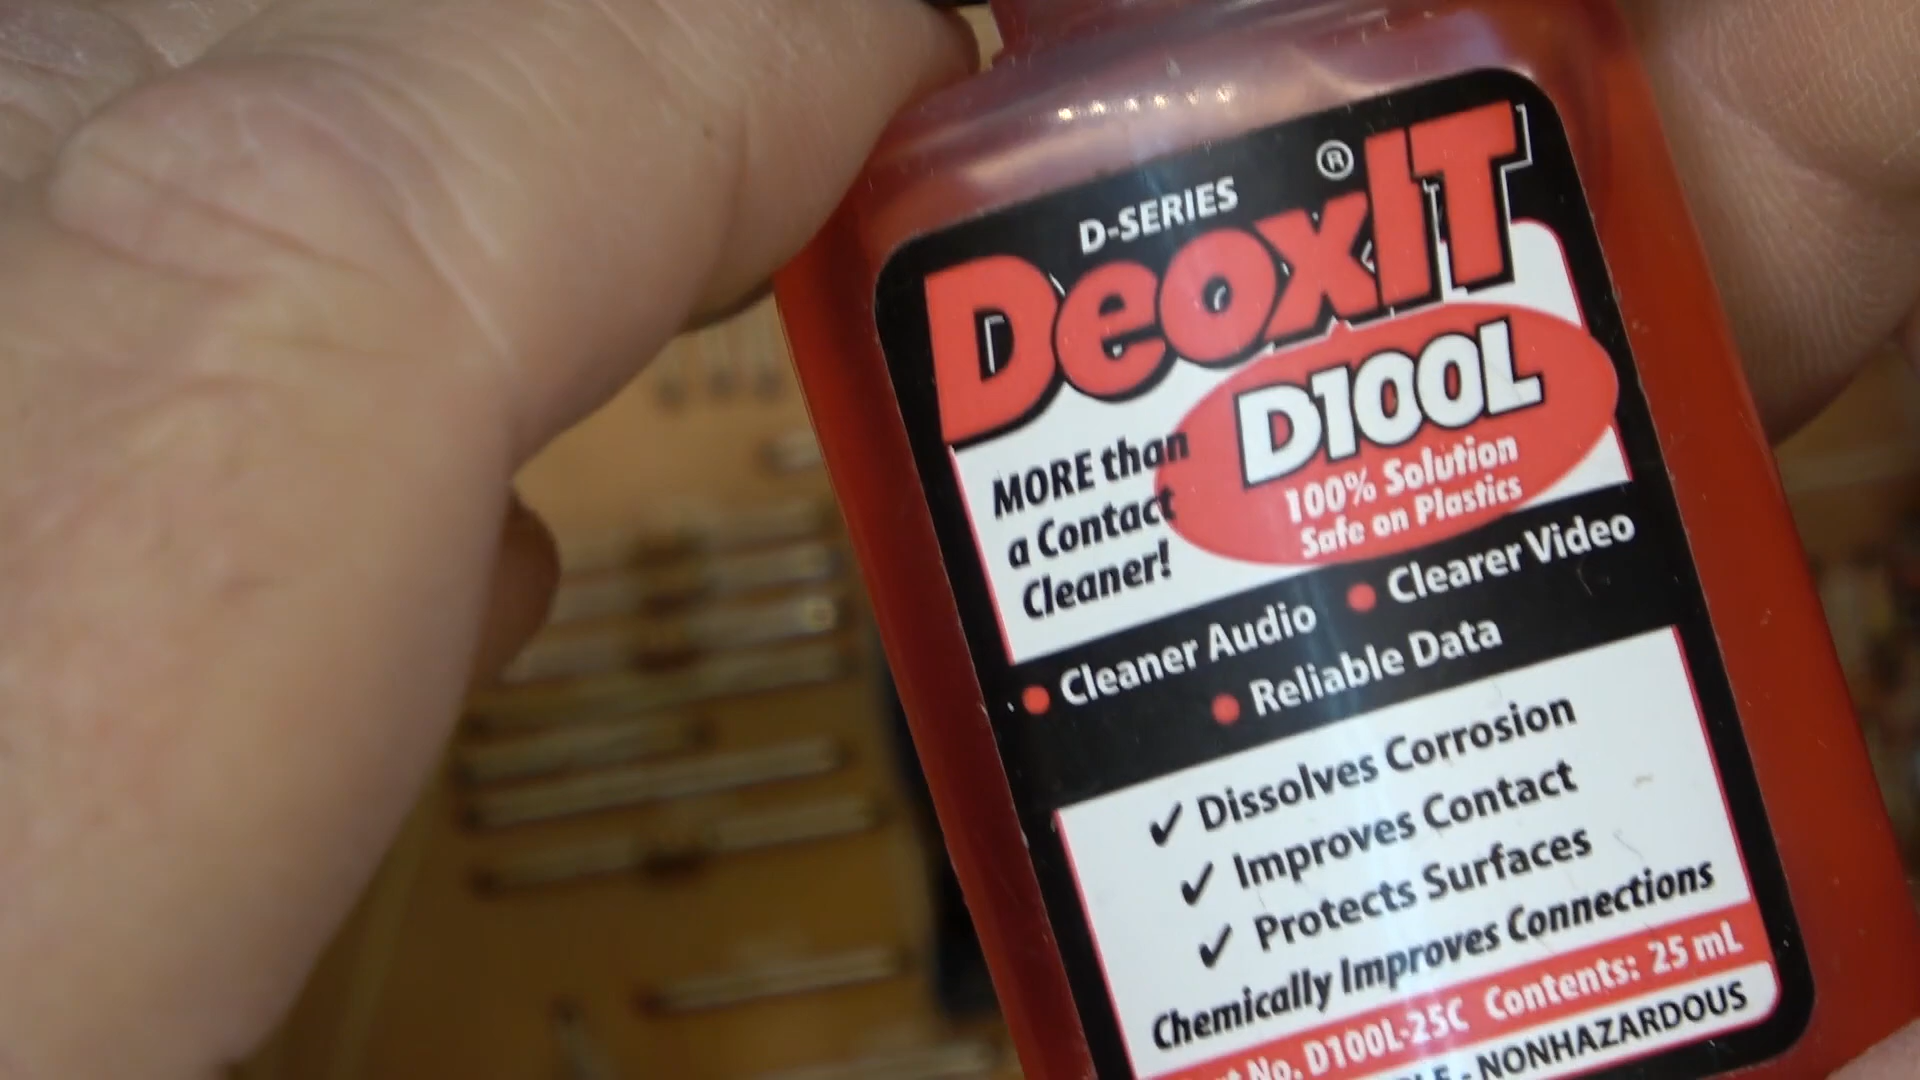 D-SERIES
DeoxIT®
D100L
100% Solution
Safe on Plastics
MORE than
a Contact
Cleaner!
• Cleaner Audio • Clearer Video
• Reliable Data
✓ Dissolves Corrosion
✓ Improves Contact
✓ Protects Surfaces
Chemically Improves Connections
No. D100L-25C Contents: 25 mL
- NONHAZARDOUS